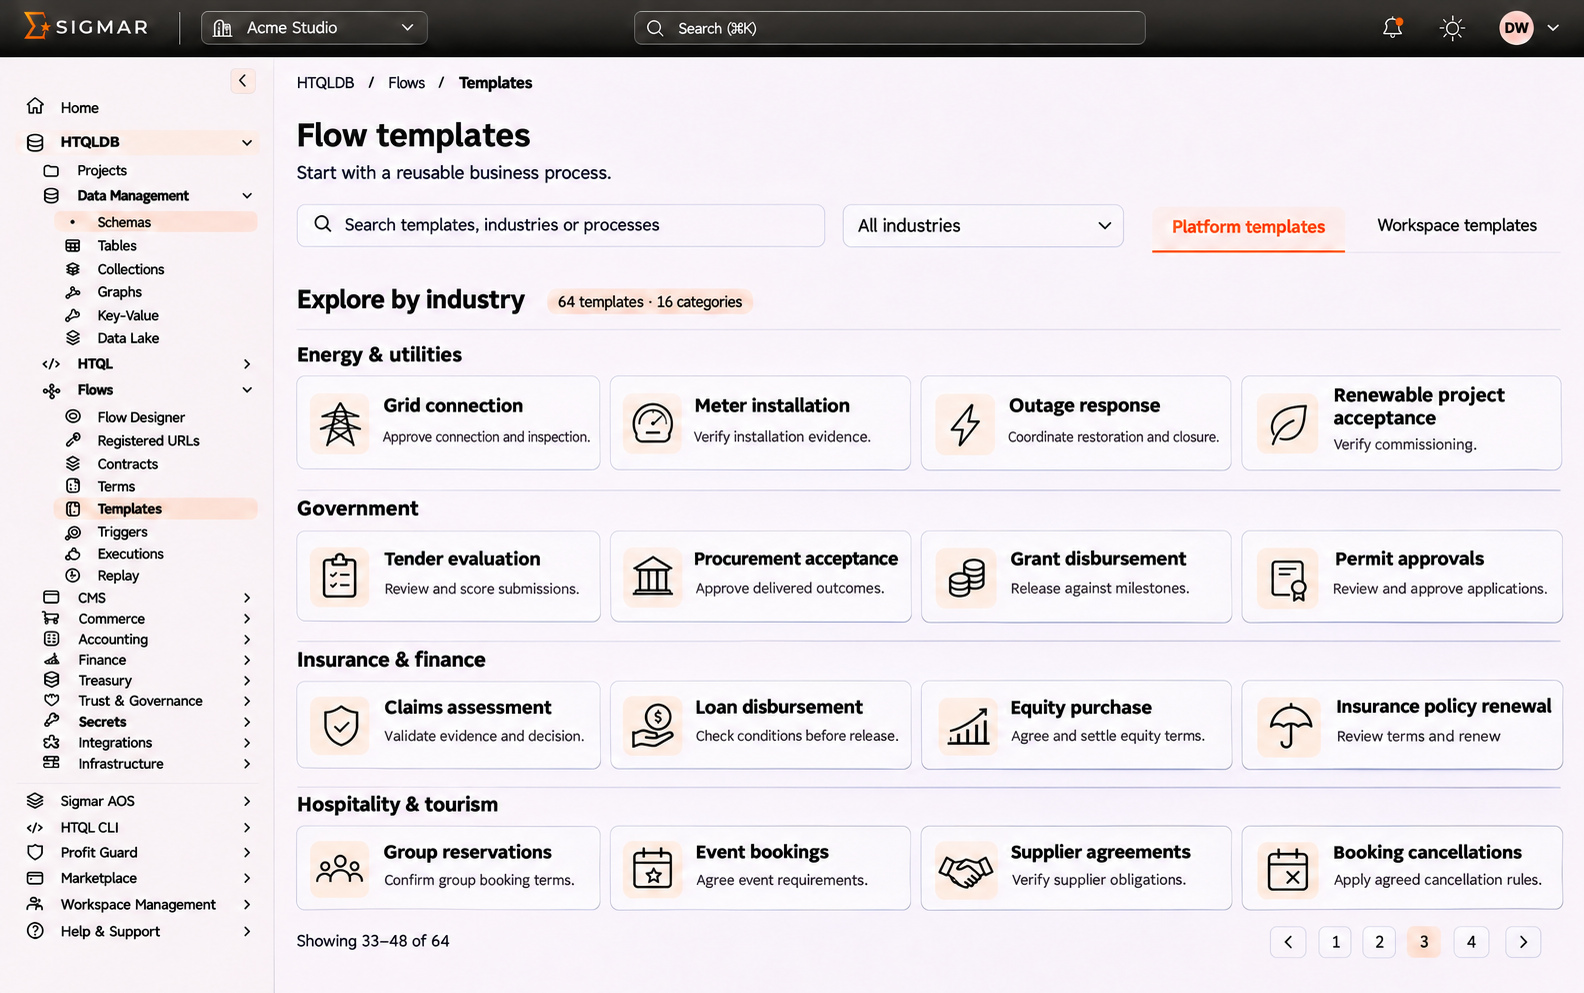 SIGMAR
Acme Studio
Search (⌘K)
DW
Home
HTQLDB
Projects
Data Management
Schemas
Tables
Collections
Graphs
Key-Value
Data Lake
HTQL
Flows
Flow Designer
Registered URLs
Contracts
Terms
Templates
Triggers
Executions
Replay
CMS
Commerce
Accounting
Finance
Treasury
Trust & Governance
Secrets
Integrations
Infrastructure
Sigmar AOS
HTQL CLI
Profit Guard
Marketplace
Workspace Management
Help & Support
HTQLDB / Flows / Templates
Flow templates
Start with a reusable business process.
Search templates, industries or processes
All industries
Platform templates
Workspace templates
Explore by industry
64 templates · 16 categories
Energy & utilities
Grid connection
Approve connection and inspection.
Meter installation
Verify installation evidence.
Outage response
Coordinate restoration and closure.
Renewable project
acceptance
Verify commissioning.
Government
Tender evaluation
Review and score submissions.
Procurement acceptance
Approve delivered outcomes.
Grant disbursement
Release against milestones.
Permit approvals
Review and approve applications.
Insurance & finance
Claims assessment
Validate evidence and decision.
Loan disbursement
Check conditions before release.
Equity purchase
Agree and settle equity terms.
Insurance policy renewal
Review terms and renew
Hospitality & tourism
Group reservations
Confirm group booking terms.
Event bookings
Agree event requirements.
Supplier agreements
Verify supplier obligations.
Booking cancellations
Apply agreed cancellation rules.
Showing 33–48 of 64
1 2 3 4